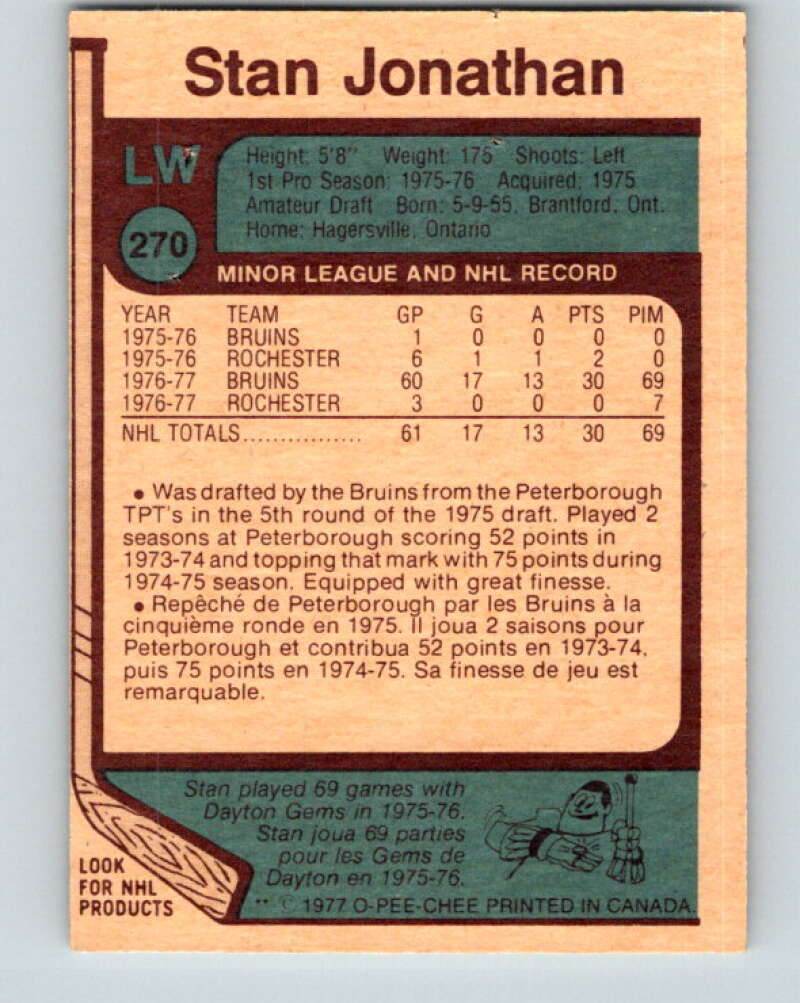 Stan Jonathan
LW
270
Height: 5'8" Weight: 175 Shoots: Left
1st Pro Season: 1975-76 Acquired: 1975
Amateur Draft Born: 5-9-55, Brantford, Ont.
Home: Hagersville, Ontario
MINOR LEAGUE AND NHL RECORD
YEAR TEAM GP G A PTS PIM
1975-76 BRUINS 1 0 0 0 0
1975-76 ROCHESTER 6 1 1 2 0
1976-77 BRUINS 60 17 13 30 69
1976-77 ROCHESTER 3 0 0 0 7
NHL TOTALS................ 61 17 13 30 69
• Was drafted by the Bruins from the Peterborough
TPT's in the 5th round of the 1975 draft. Played 2
seasons at Peterborough scoring 52 points in
1973-74 and topping that mark with 75 points during
1974-75 season. Equipped with great finesse.
• Repêché de Peterborough par les Bruins à la
cinquième ronde en 1975. Il joua 2 saisons pour
Peterborough et contribua 52 points en 1973-74,
puis 75 points en 1974-75. Sa finesse de jeu est
remarquable.
Stan played 69 games with
Dayton Gems in 1975-76.
Stan joua 69 parties
pour les Gems de
Dayton en 1975-76.
LOOK
FOR NHL
PRODUCTS
** © 1977 O-PEE-CHEE PRINTED IN CANADA.